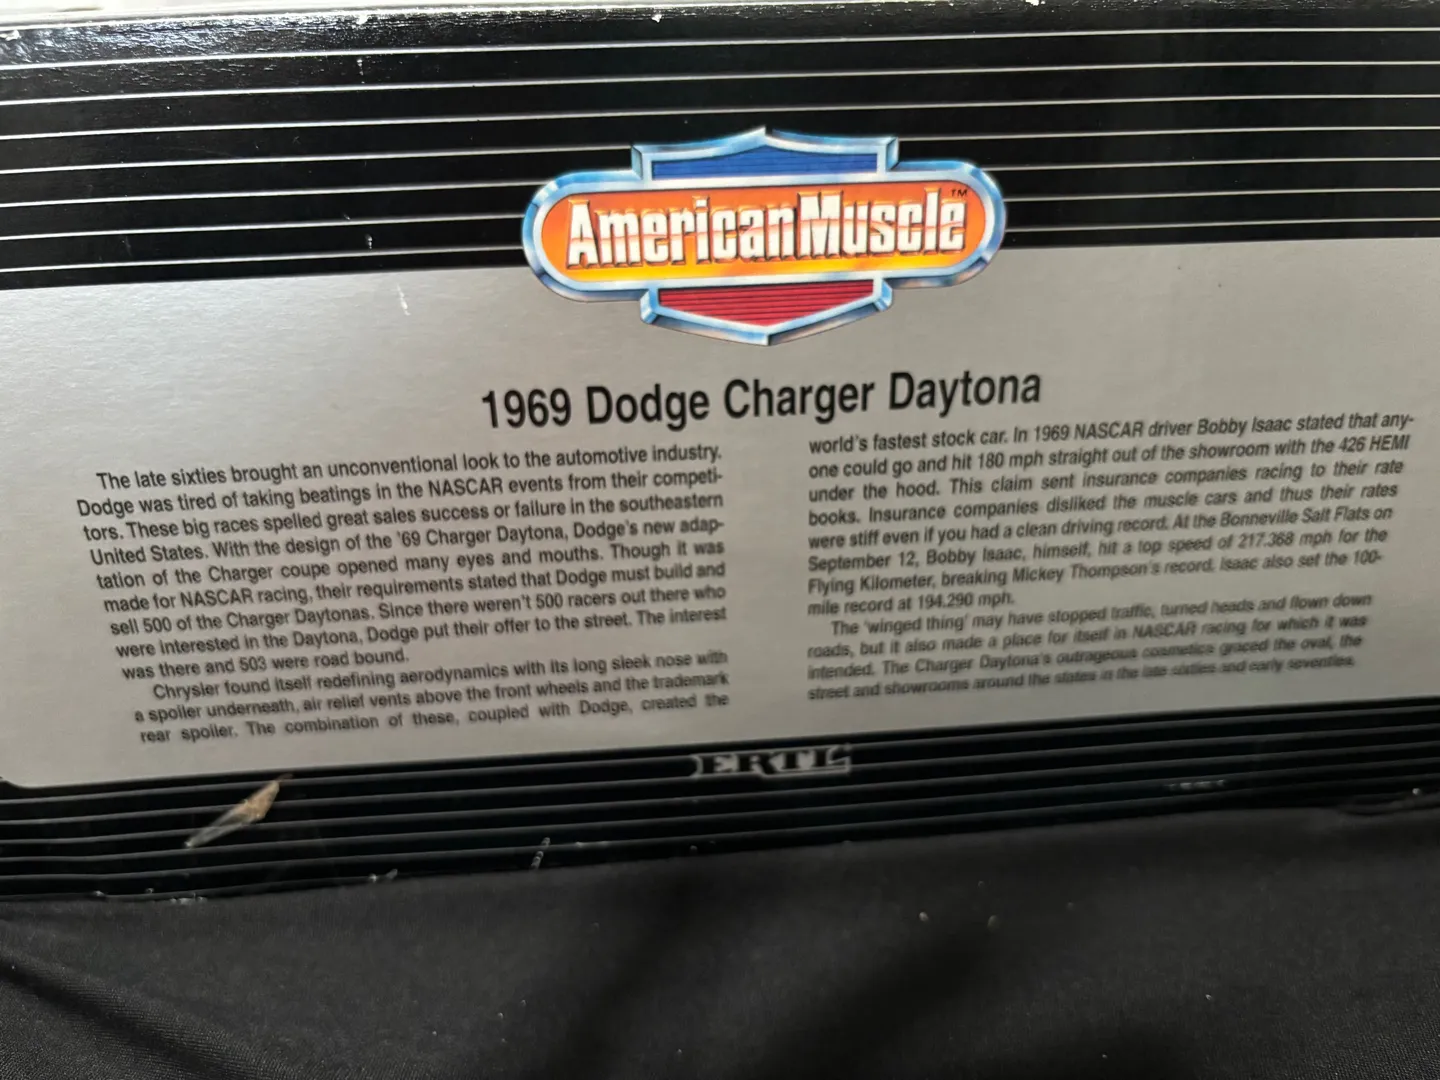 AmericanMuscle™
1969 Dodge Charger Daytona
The late sixties brought an unconventional look to the automotive industry.
Dodge was tired of taking beatings in the NASCAR events from their competi-
tors. These big races spelled great sales success or failure in the southeastern
United States. With the design of the '69 Charger Daytona, Dodge's new adap-
tation of the Charger coupe opened many eyes and mouths. Though it was
made for NASCAR racing, their requirements stated that Dodge must build and
sell 500 of the Charger Daytonas. Since there weren't 500 racers out there who
were interested in the Daytona, Dodge put their offer to the street. The interest
was there and 503 were road bound.
Chrysler found itself redefining aerodynamics with its long sleek nose with
a spoiler underneath, air relief vents above the front wheels and the trademark
rear spoiler. The combination of these, coupled with Dodge, created the
world's fastest stock car. In 1969 NASCAR driver Bobby Isaac stated that any-
one could go and hit 180 mph straight out of the showroom with the 426 HEMI
under the hood. This claim sent insurance companies racing to their rate
books. Insurance companies disliked the muscle cars and thus their rates
were stiff even if you had a clean driving record. At the Bonneville Salt Flats on
September 12, Bobby Isaac, himself, hit a top speed of 217.368 mph for the
Flying Kilometer, breaking Mickey Thompson's record. Isaac also set the 100-
mile record at 194.290 mph.
The 'winged thing' may have stopped traffic, turned heads and flown down
roads, but it also made a place for itself in NASCAR racing for which it was
intended. The Charger Daytona's outrageous cosmetics graced the oval, the
street and showrooms around the states in the late sixties and early seventies.
ERTL